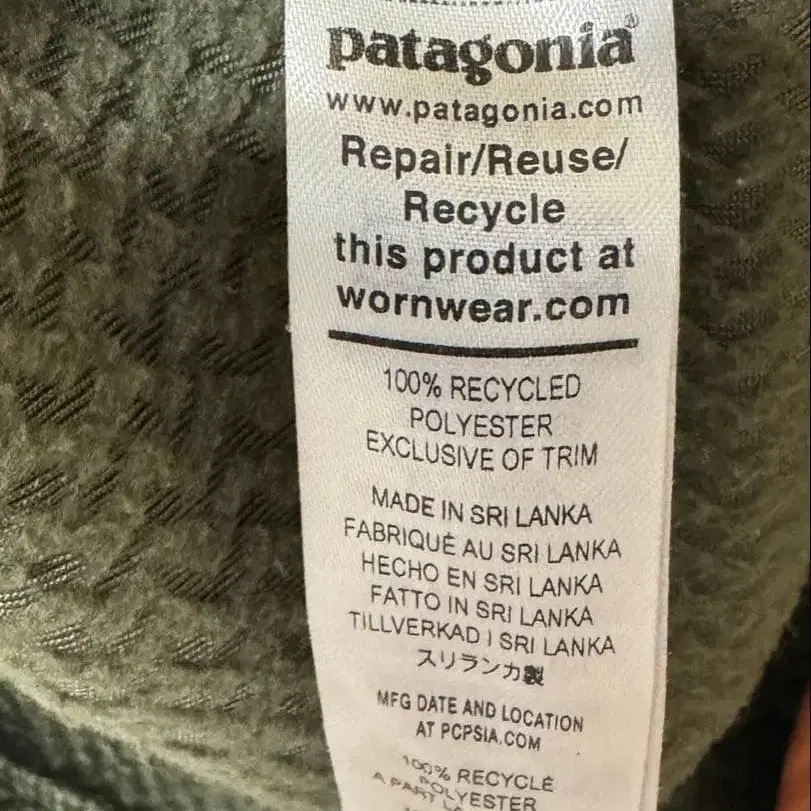 patagonia®
www.patagonia.com
Repair/Reuse/
Recycle
this product at
wornwear.com
100% RECYCLED
POLYESTER
EXCLUSIVE OF TRIM
MADE IN SRI LANKA
FABRIQUÉ AU SRI LANKA
HECHO EN SRI LANKA
FATTO IN SRI LANKA
TILLVERKAD I SRI LANKA
スリランカ製
MFG DATE AND LOCATION
AT PCPSIA.COM
100% RECYCLÉ
POLYESTER
A PART